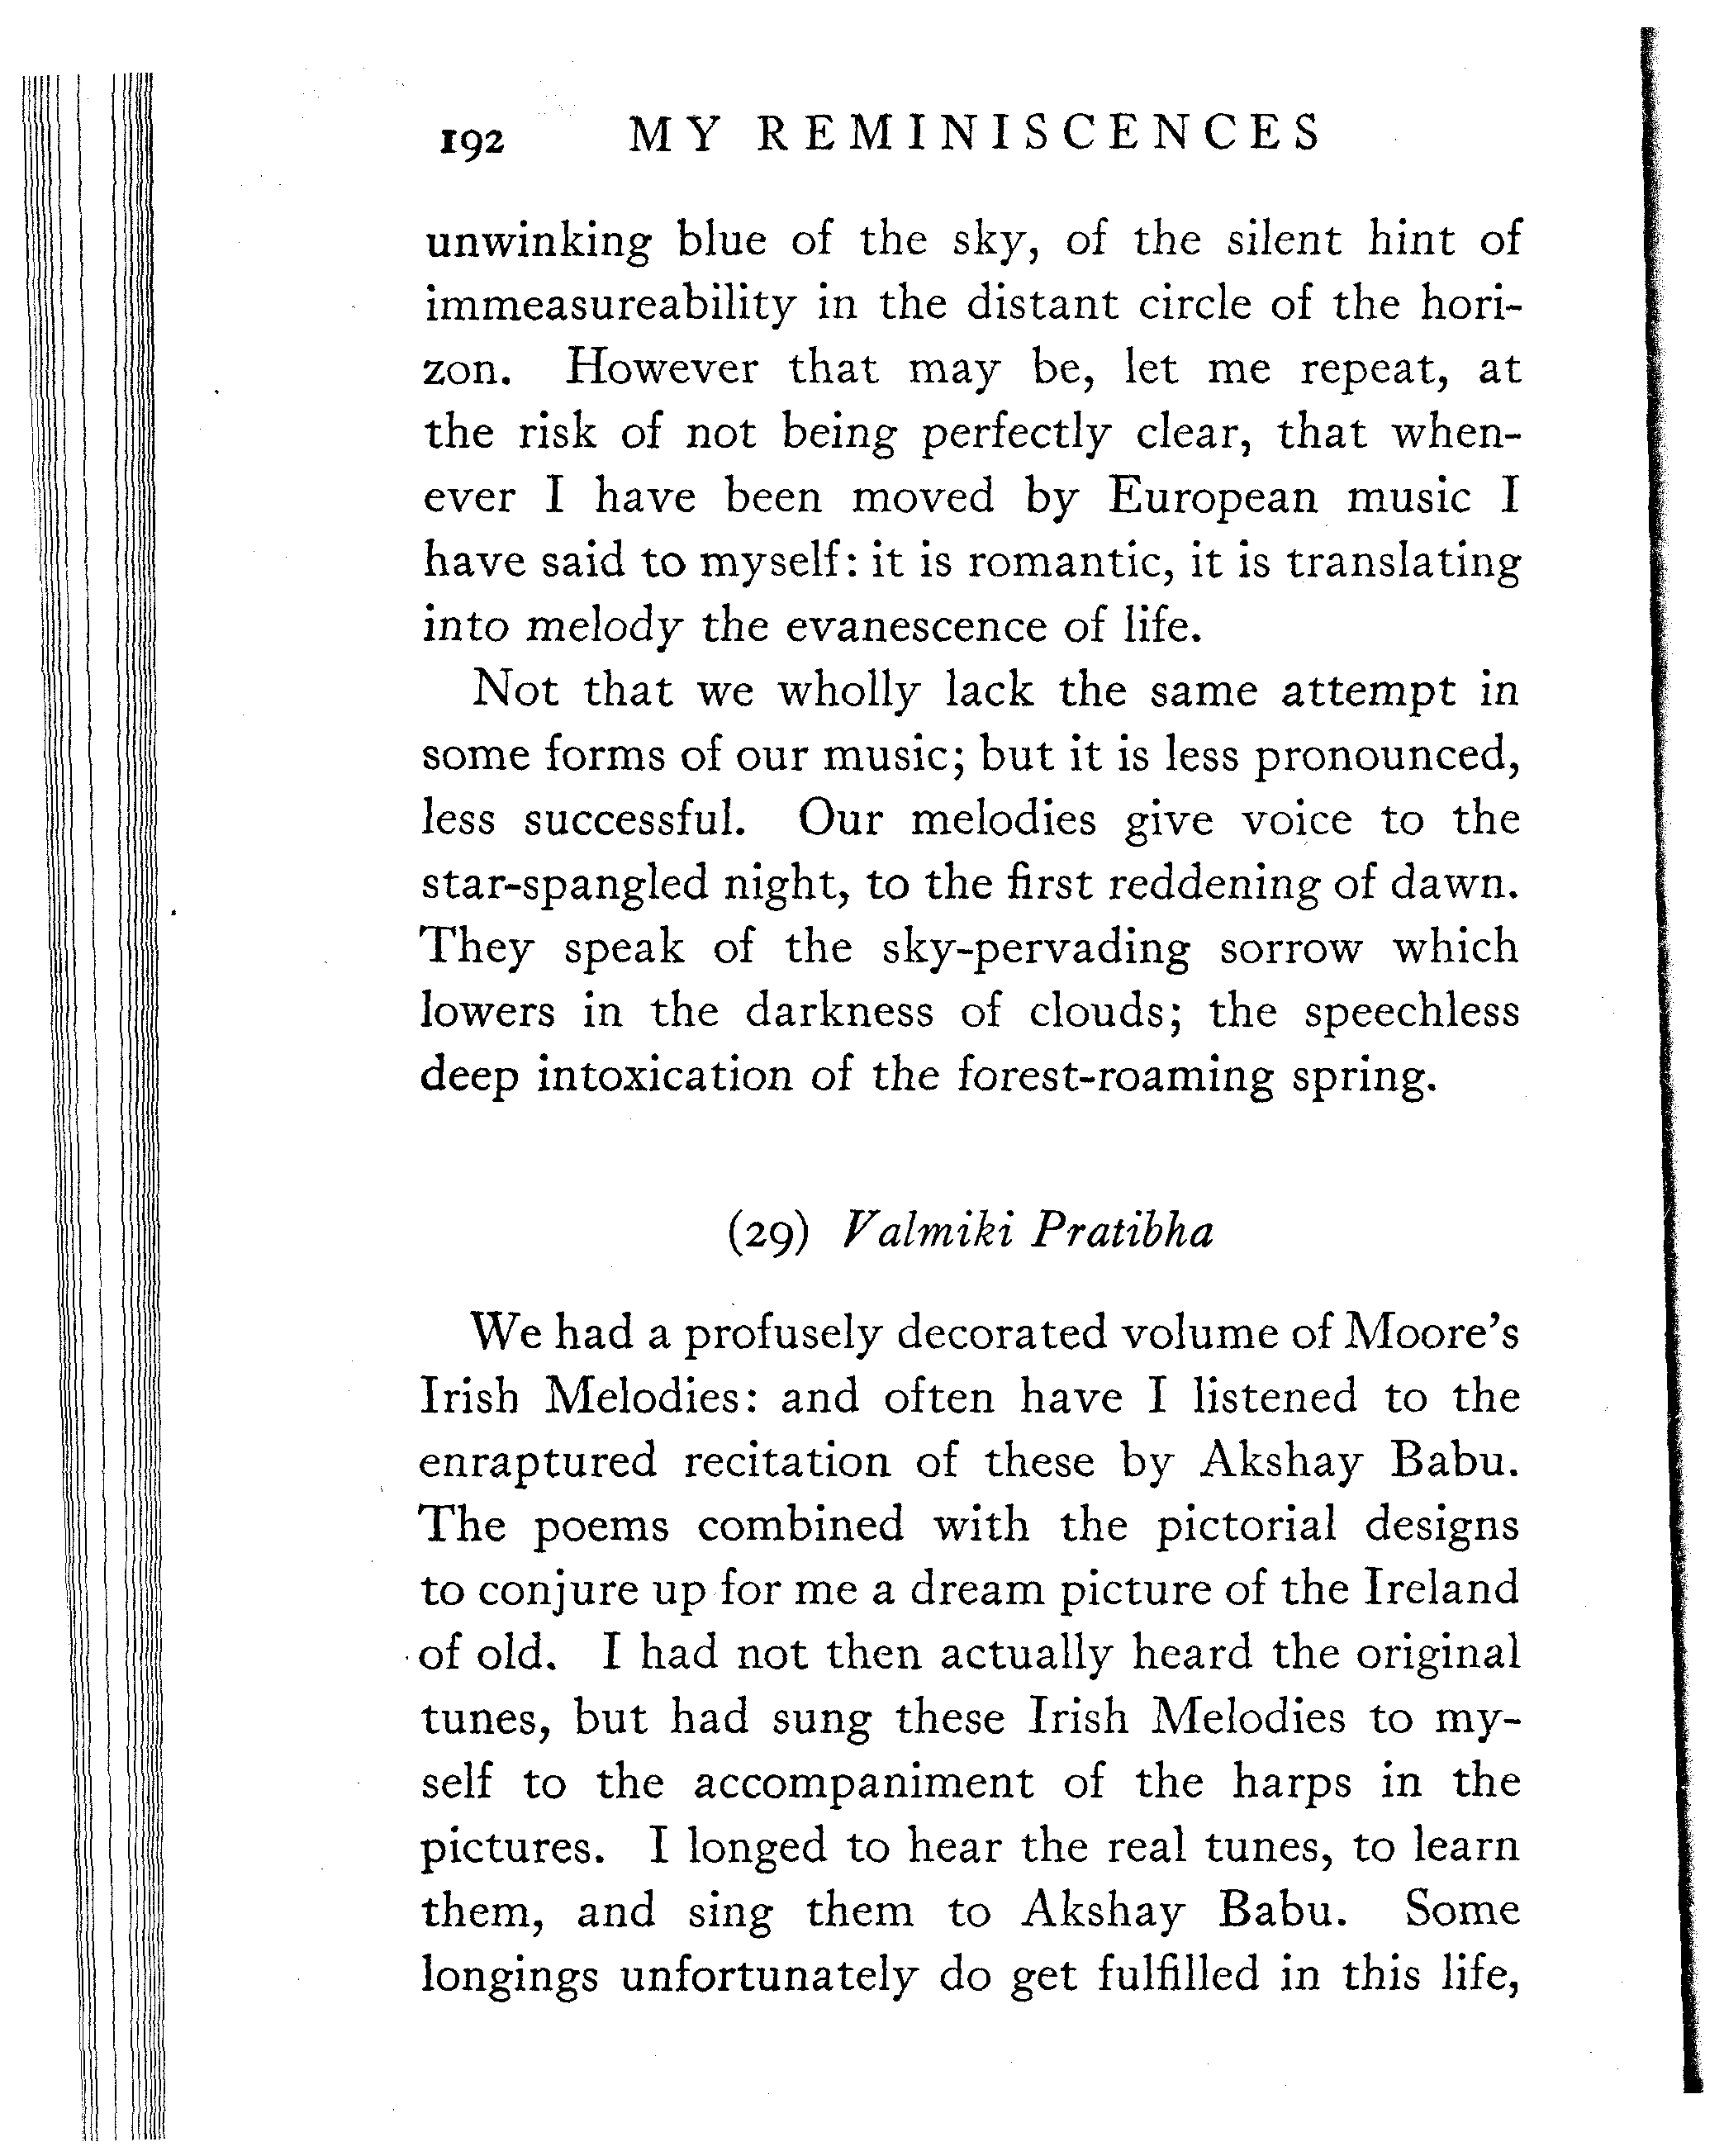 192 MY REMINISCENCES
unwinking blue of the sky, of the silent hint of
immeasureability in the distant circle of the hori-
zon. However that may be, let me repeat, at
the risk of not being perfectly clear, that when-
ever I have been moved by European music I
have said to myself: it is romantic, it is translating
into melody the evanescence of life.
Not that we wholly lack the same attempt in
some forms of our music; but it is less pronounced,
less successful. Our melodies give voice to the
star-spangled night, to the first reddening of dawn.
They speak of the sky-pervading sorrow which
lowers in the darkness of clouds; the speechless
deep intoxication of the forest-roaming spring.
(29) Valmiki Pratibha
We had a profusely decorated volume of Moore's
Irish Melodies: and often have I listened to the
enraptured recitation of these by Akshay Babu.
The poems combined with the pictorial designs
to conjure up for me a dream picture of the Ireland
of old. I had not then actually heard the original
tunes, but had sung these Irish Melodies to my-
self to the accompaniment of the harps in the
pictures. I longed to hear the real tunes, to learn
them, and sing them to Akshay Babu. Some
longings unfortunately do get fulfilled in this life,